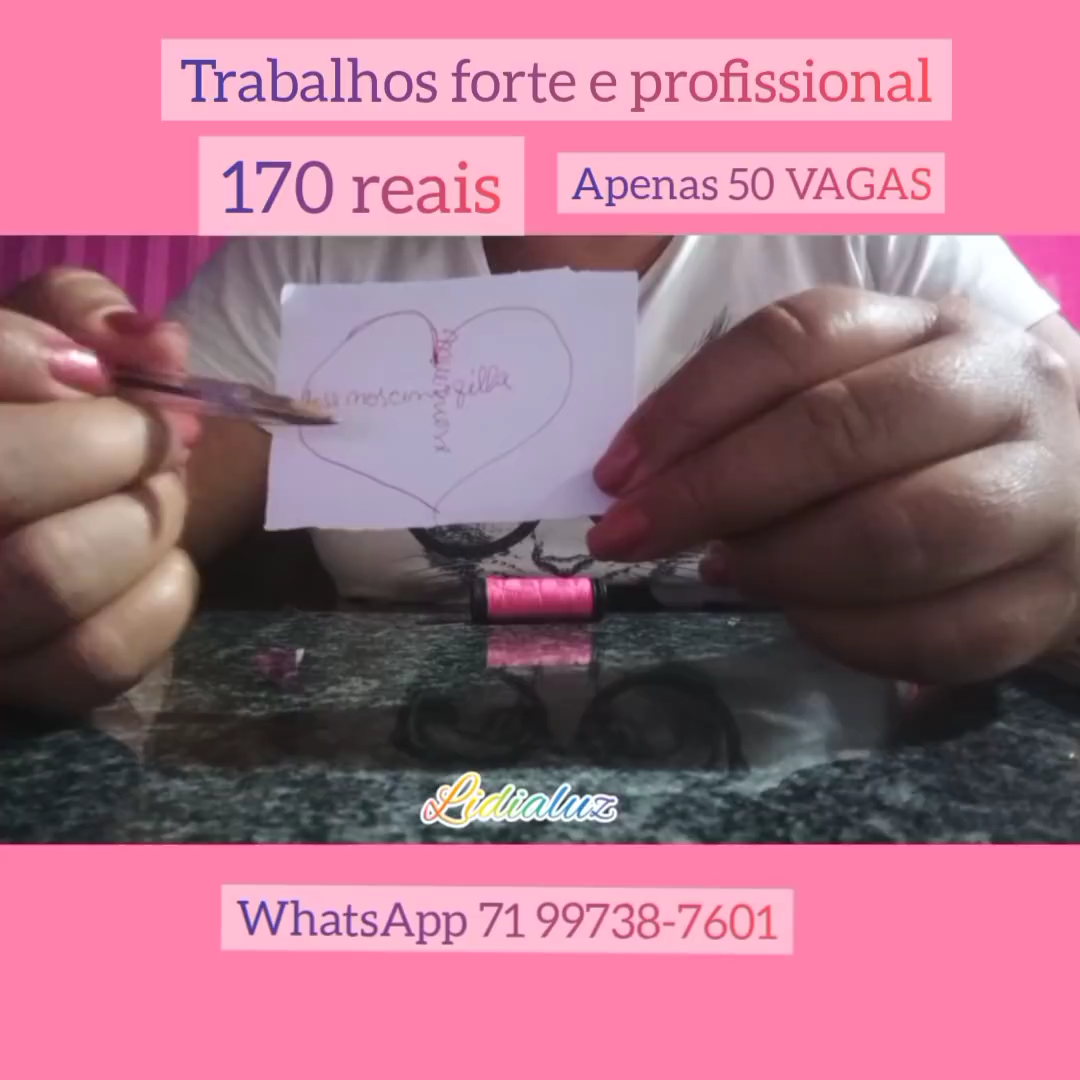 Trabalhos forte e profissional
170 reais
Apenas 50 VAGAS
Lidialuz
WhatsApp 71 99738-7601